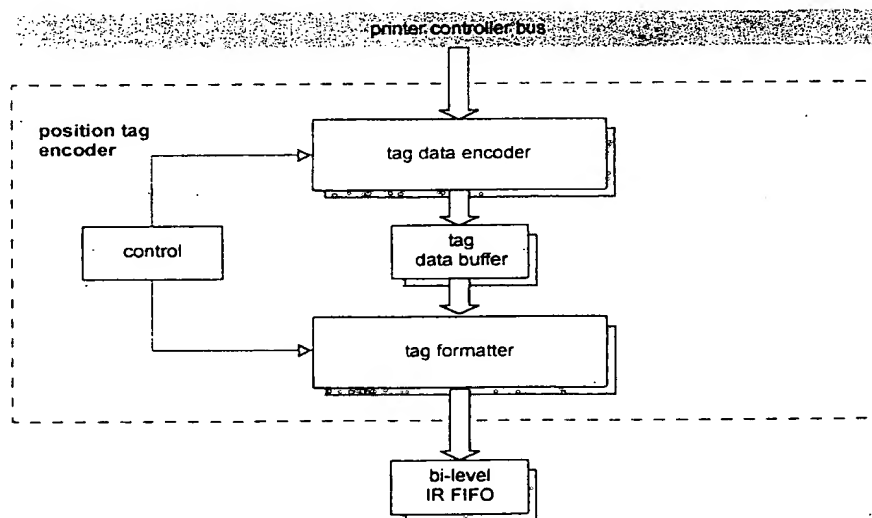 printer controller bus
position tag
encoder
tag data encoder
control
tag
data buffer
tag formatter
bi-level
IR FIFO